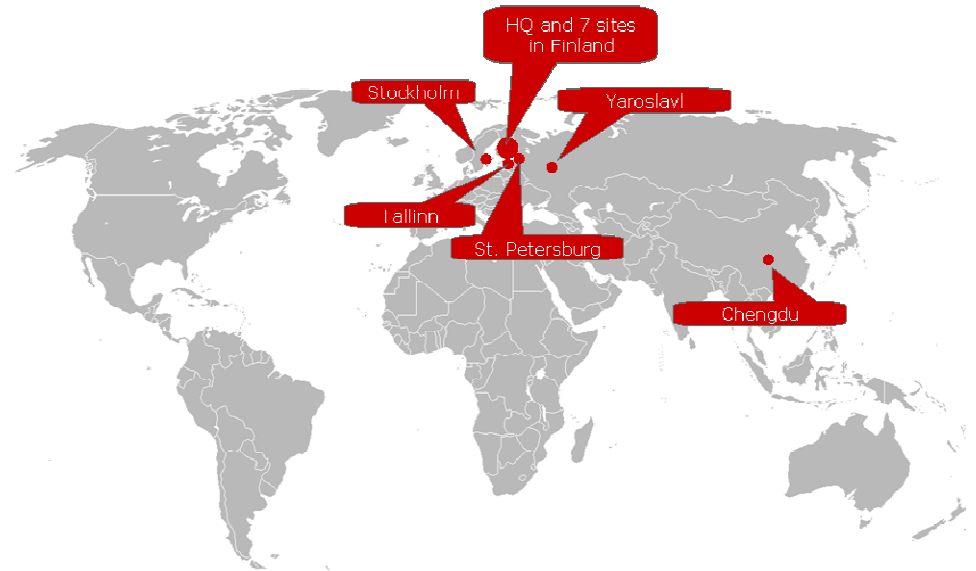 HQ and 7 sites
in Finland
Stockholm
Yaroslavl
Tallinn
St. Petersburg
Chengdu